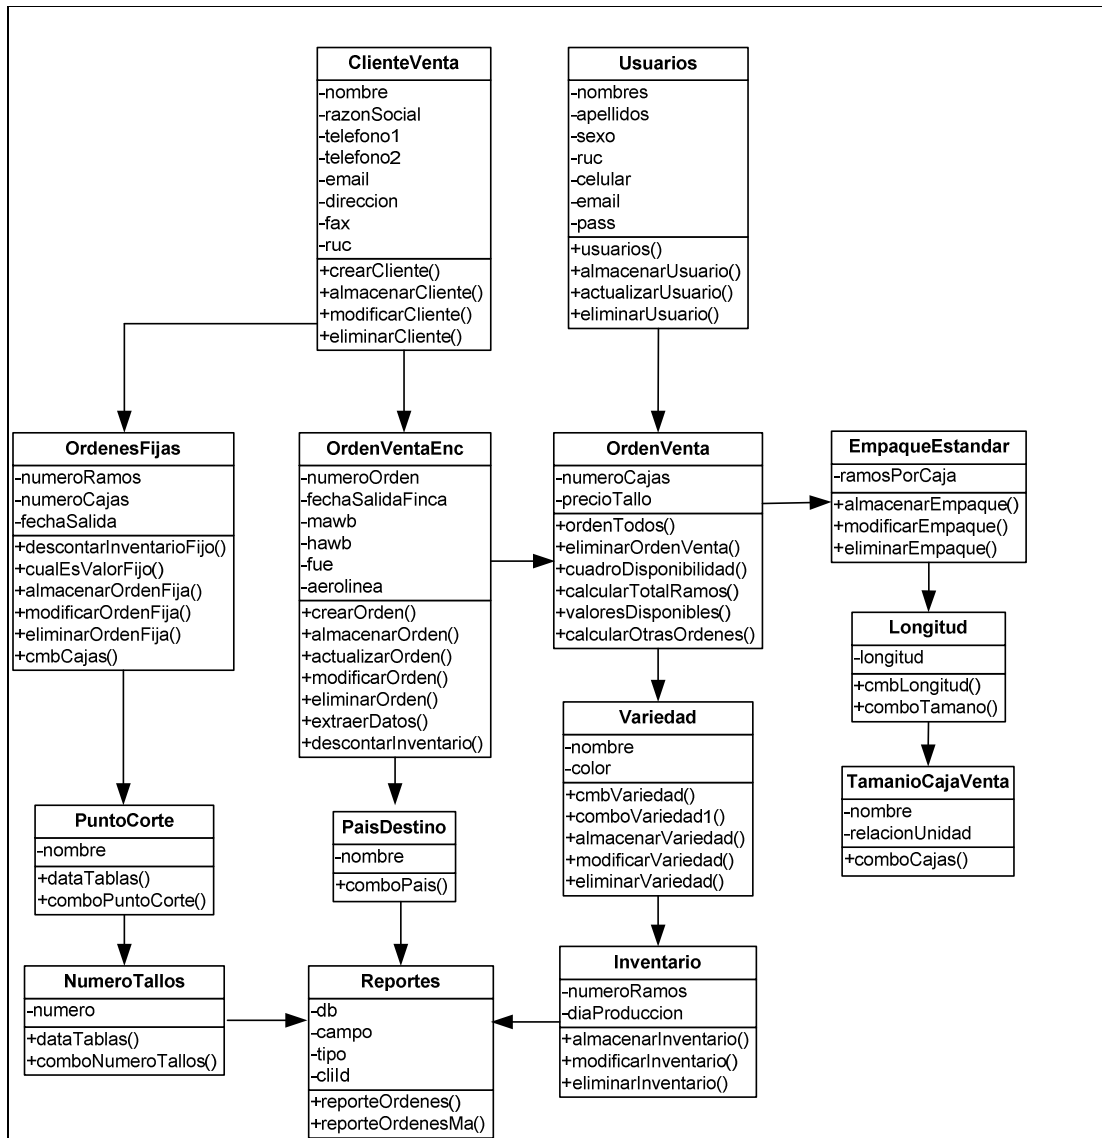 ClienteVenta
-nombre
-razonSocial
-telefono1
-telefono2
-email
-direccion
-fax
-ruc
+crearCliente()
+almacenarCliente()
+modificarCliente()
+eliminarCliente()
Usuarios
-nombres
-apellidos
-sexo
-ruc
-celular
-email
-pass
+usuarios()
+almacenarUsuario()
+actualizarUsuario()
+eliminarUsuario()
OrdenesFijas
-numeroRamos
-numeroCajas
-fechaSalida
+descontarInventarioFijo()
+cualEsValorFijo()
+almacenarOrdenFija()
+modificarOrdenFija()
+eliminarOrdenFija()
+cmbCajas()
OrdenVentaEnc
-numeroOrden
-fechaSalidaFinca
-mawb
-hawb
-fue
-aerolinea
+crearOrden()
+almacenarOrden()
+actualizarOrden()
+modificarOrden()
+eliminarOrden()
+extraerDatos()
+descontarInventario()
OrdenVenta
-numeroCajas
-precioTallo
+ordenTodos()
+eliminarOrdenVenta()
+cuadroDisponibilidad()
+calcularTotalRamos()
+valoresDisponibles()
+calcularOtrasOrdenes()
EmpaqueEstandar
-ramosPorCaja
+almacenarEmpaque()
+modificarEmpaque()
+eliminarEmpaque()
Longitud
-longitud
+cmbLongitud()
+comboTamano()
Variedad
-nombre
-color
+cmbVariedad()
+comboVariedad1()
+almacenarVariedad()
+modificarVariedad()
+eliminarVariedad()
TamanioCajaVenta
-nombre
-relacionUnidad
+comboCajas()
PuntoCorte
-nombre
+dataTablas()
+comboPuntoCorte()
PaisDestino
-nombre
+comboPais()
NumeroTallos
-numero
+dataTablas()
+comboNumeroTallos()
Reportes
-db
-campo
-tipo
-cliId
+reporteOrdenes()
+reporteOrdenesMa()
Inventario
-numeroRamos
-diaProduccion
+almacenarInventario()
+modificarInventario()
+eliminarInventario()